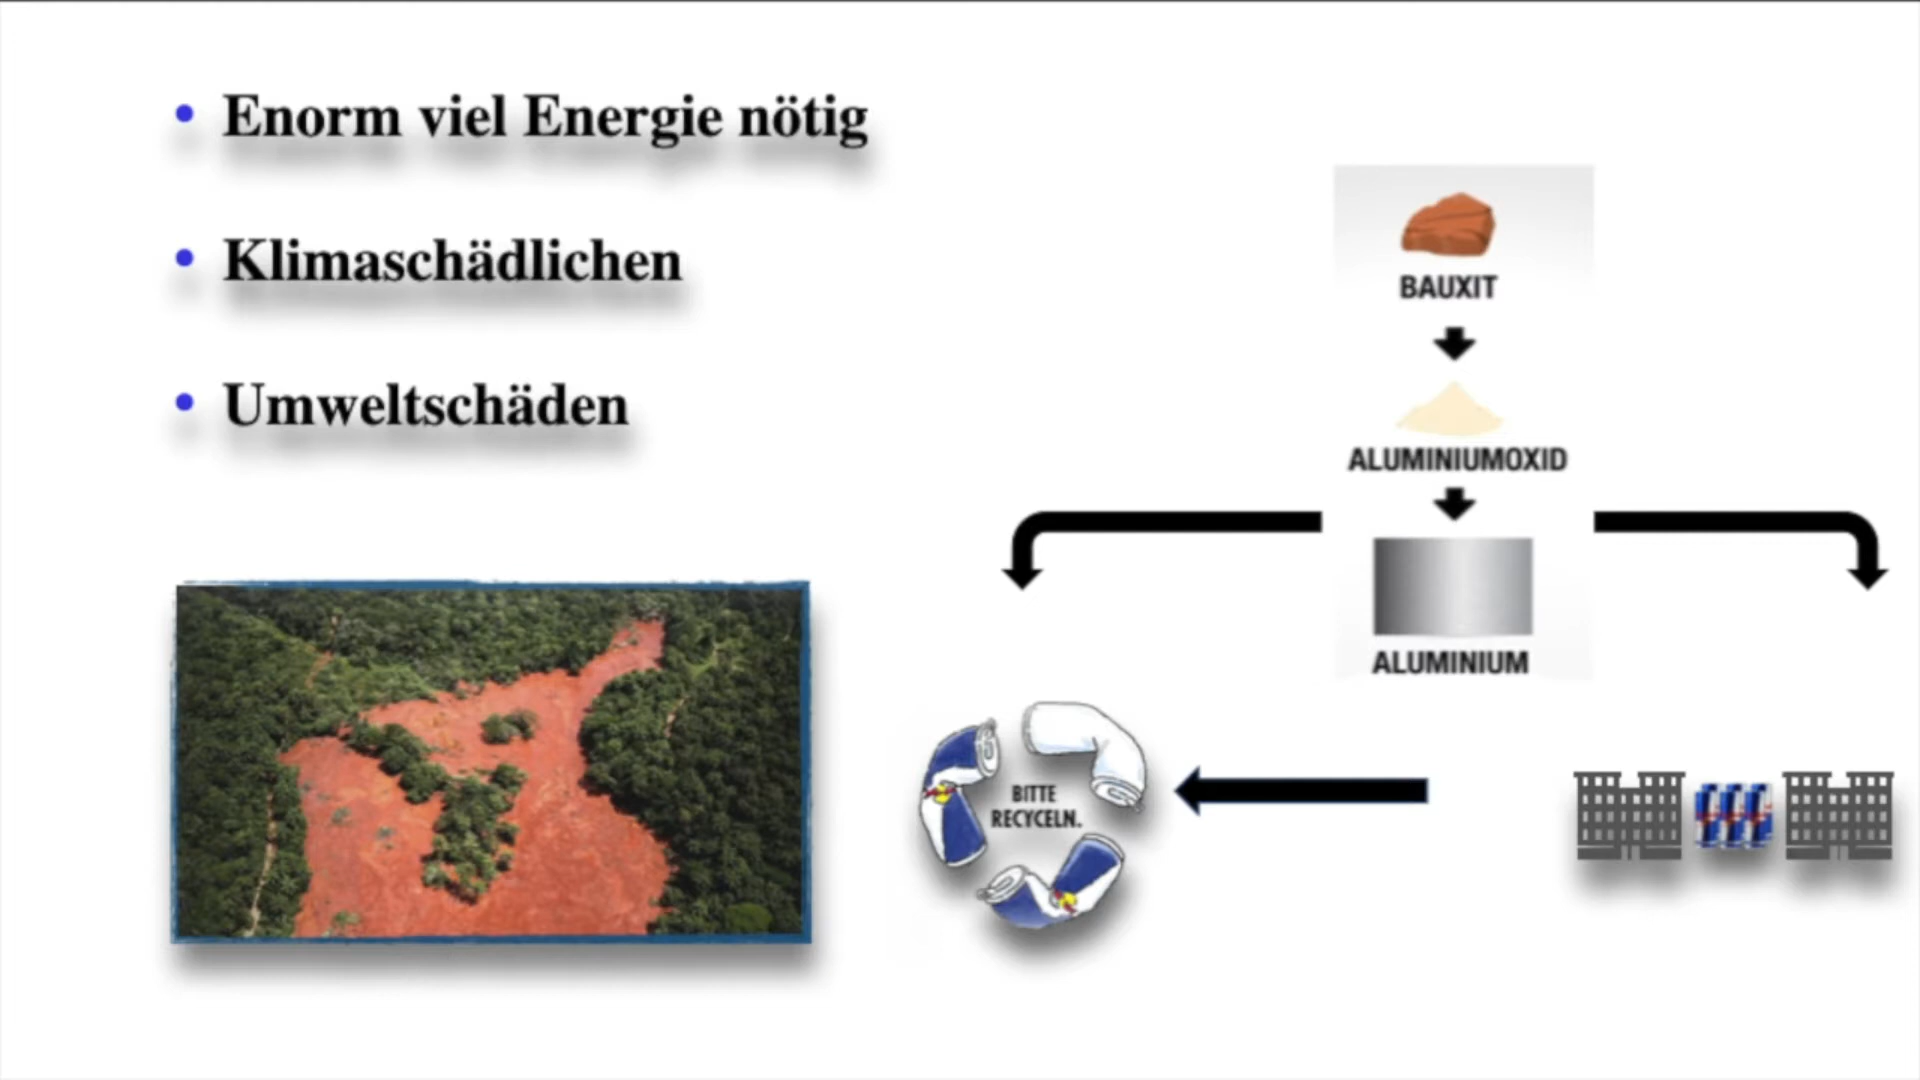 Enorm viel Energie nötig
Klimaschädlichen
Umweltschäden
BAUXIT
ALUMINIUMOXID
ALUMINIUM
BITTE
RECYCELN.